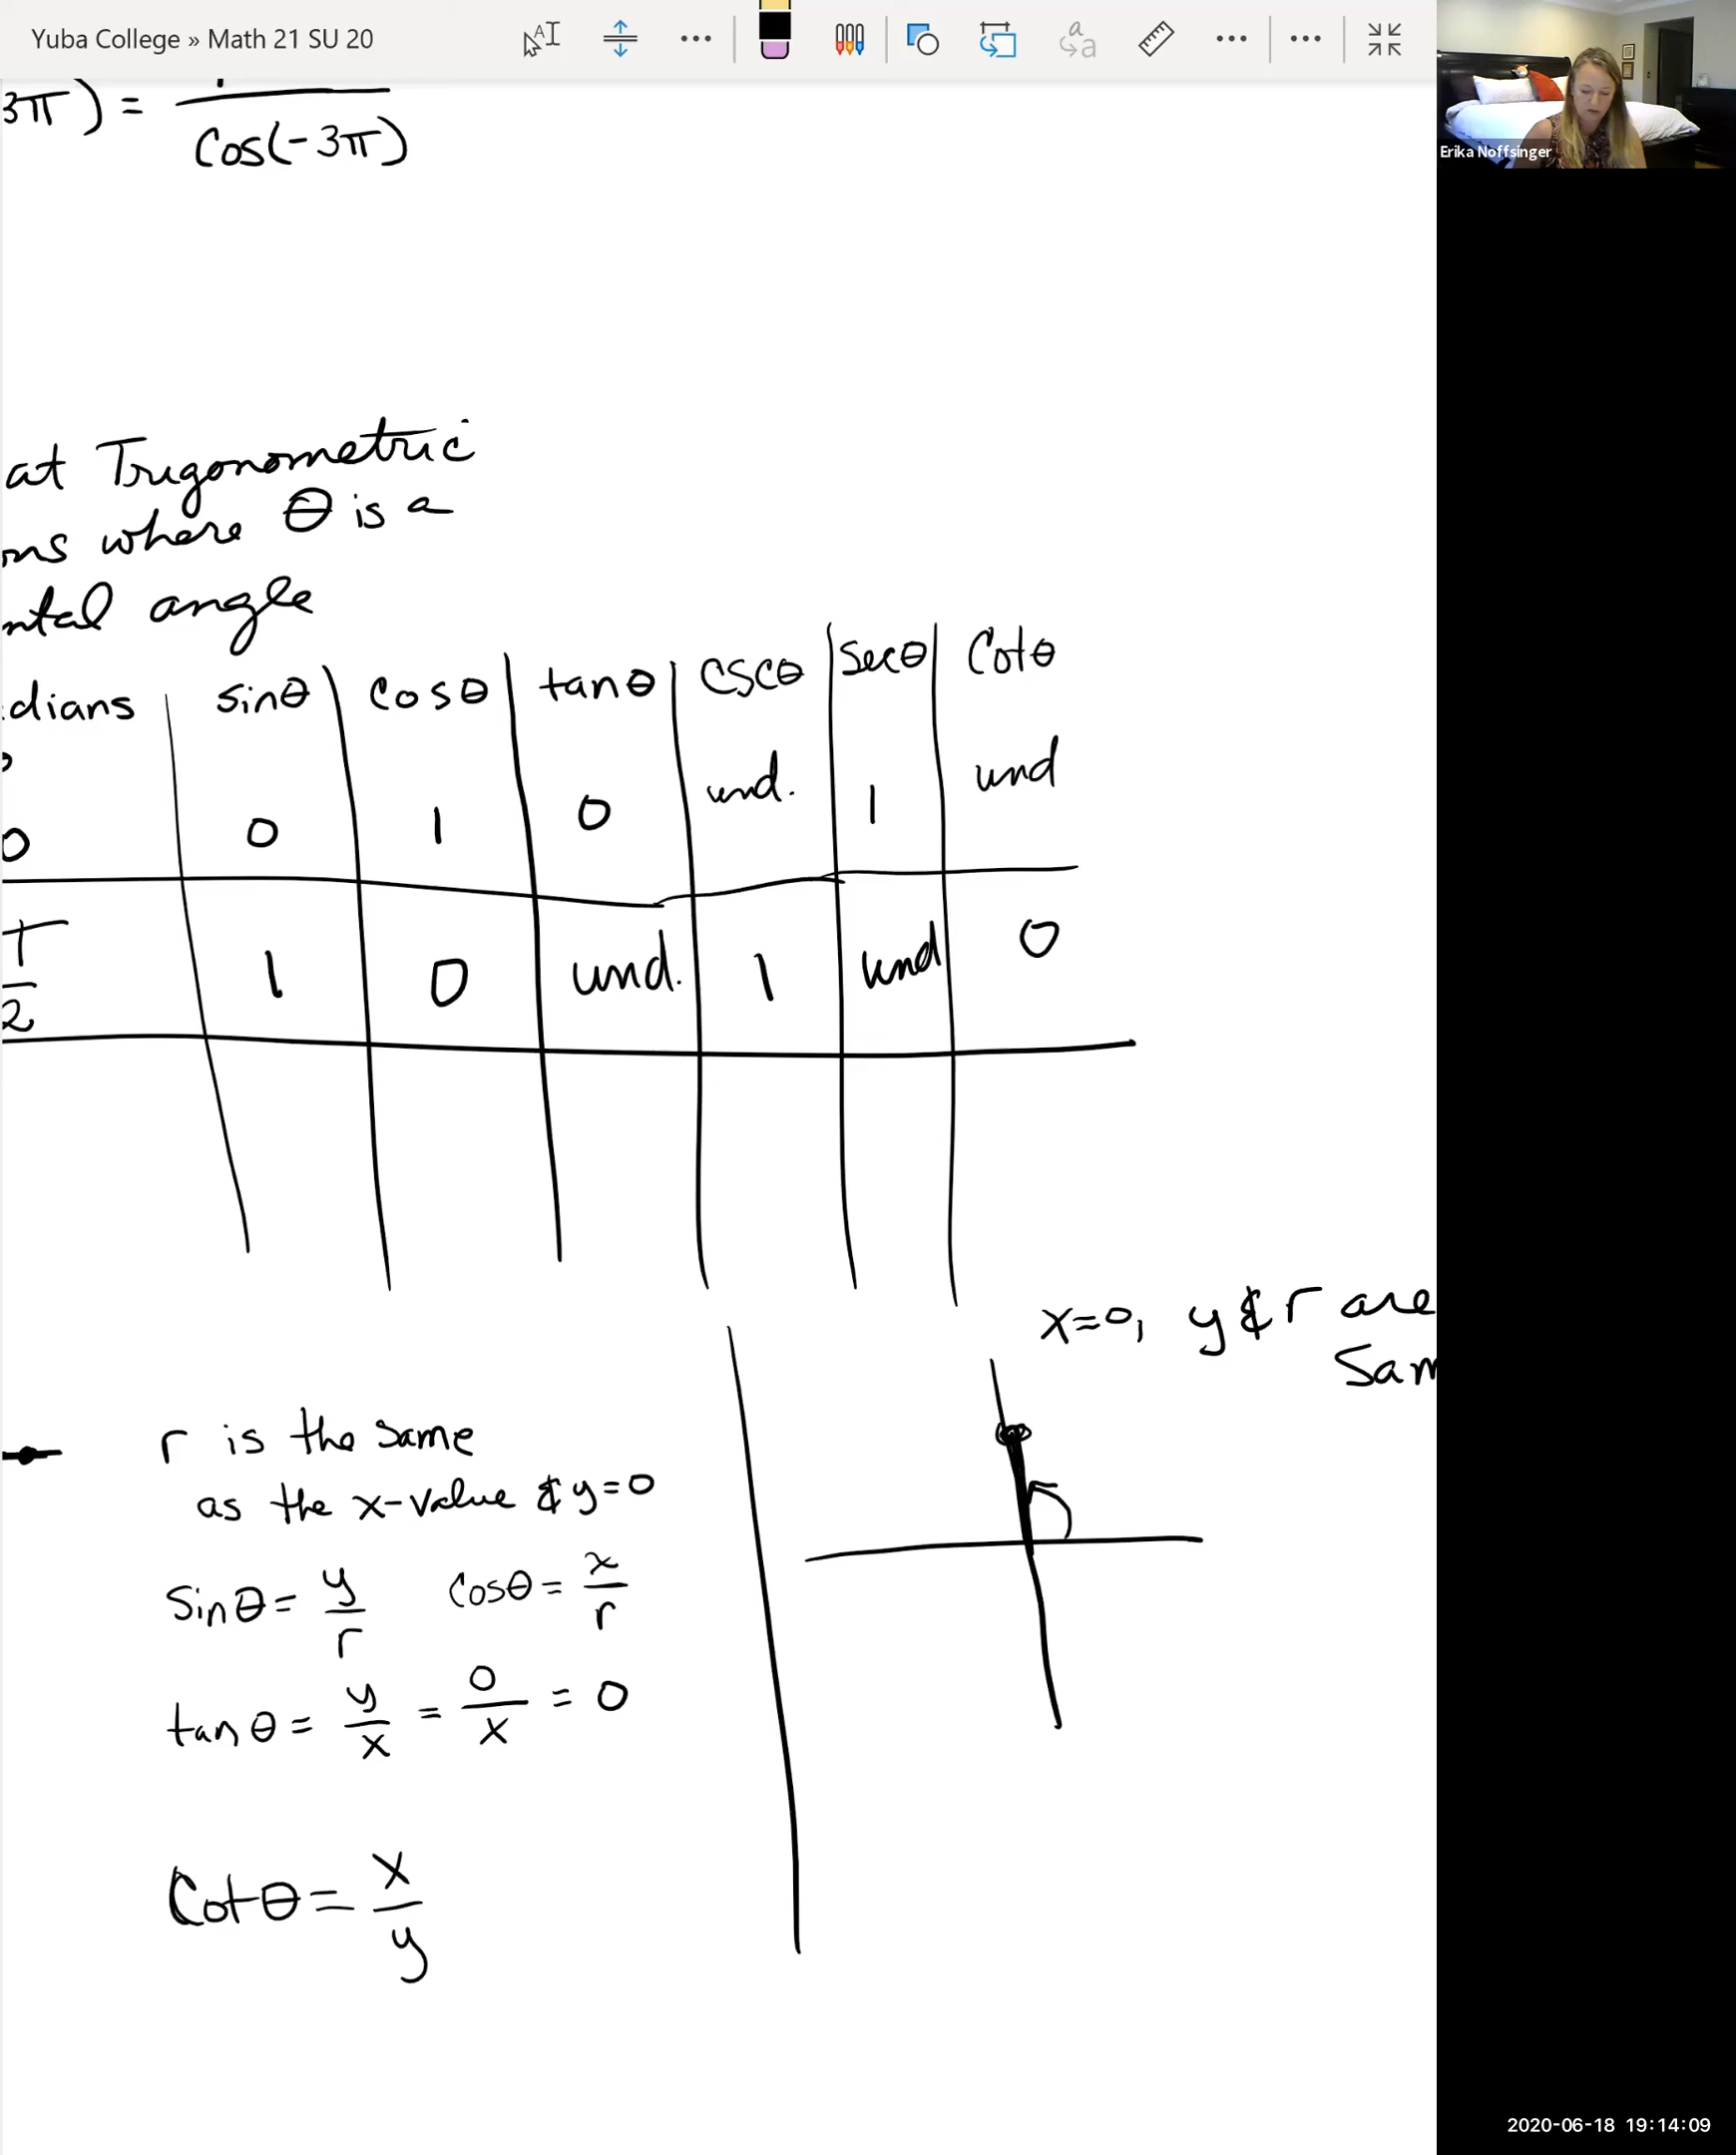 Yuba College » Math 21 SU 20
Erika Noffsinger
3π) =
cos(-3π)
at Trigonometric
ms where θ is a
ntal angle
dians sinθ cosθ tanθ cscθ secθ cotθ
0 0 1 0 und. 1 und
π/2 1 0 und. 1 und 0
x=0, y & r are
Sam
r is the same
as the x-value & y=0
sinθ = y/r cosθ = x/r
tanθ = y/x = 0/x = 0
cotθ = x/y
2020-06-18 19:14:09